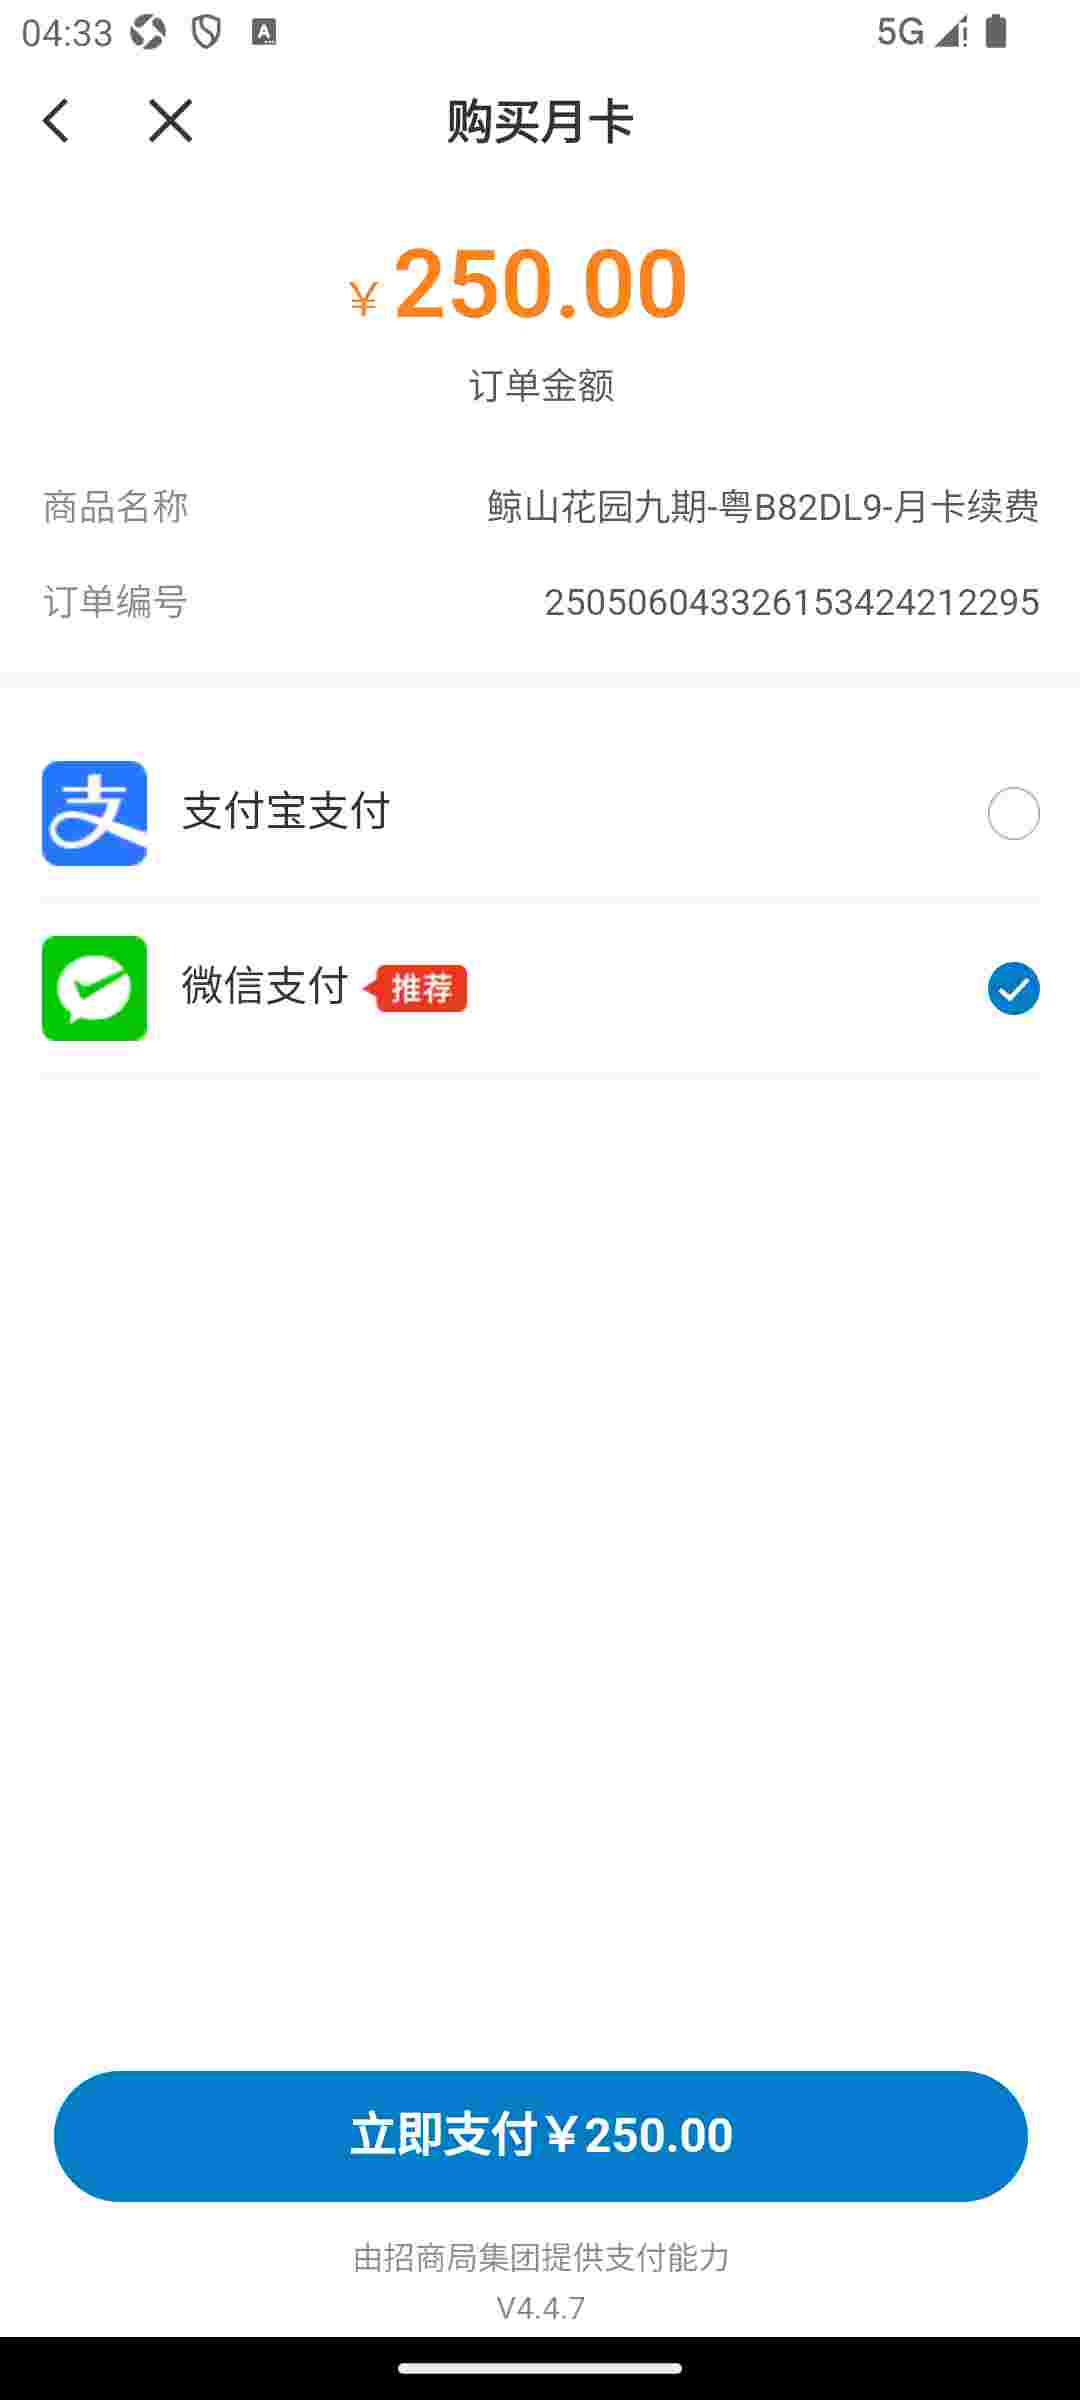 04:33 5G
购买月卡
¥250.00
订单金额
商品名称 鲸山花园九期-粤B82DL9-月卡续费
订单编号 250506043326153424212295
支付宝支付
微信支付 推荐
立即支付¥250.00
由招商局集团提供支付能力
V4.4.7